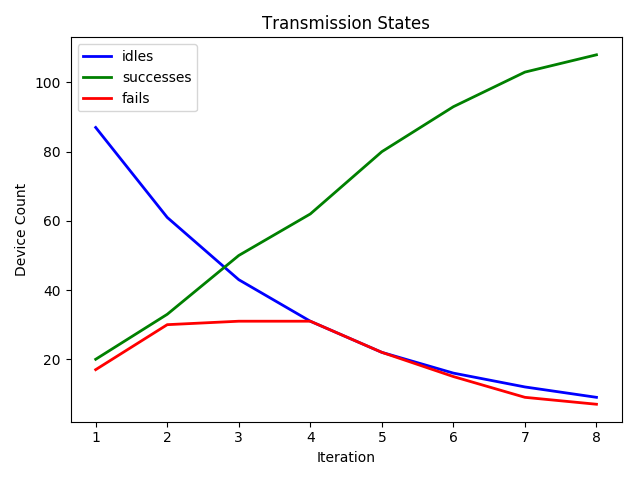 Transmission States
idles
successes
fails
Device Count
100
80
60
40
20
1 2 3 4 5 6 7 8
Iteration